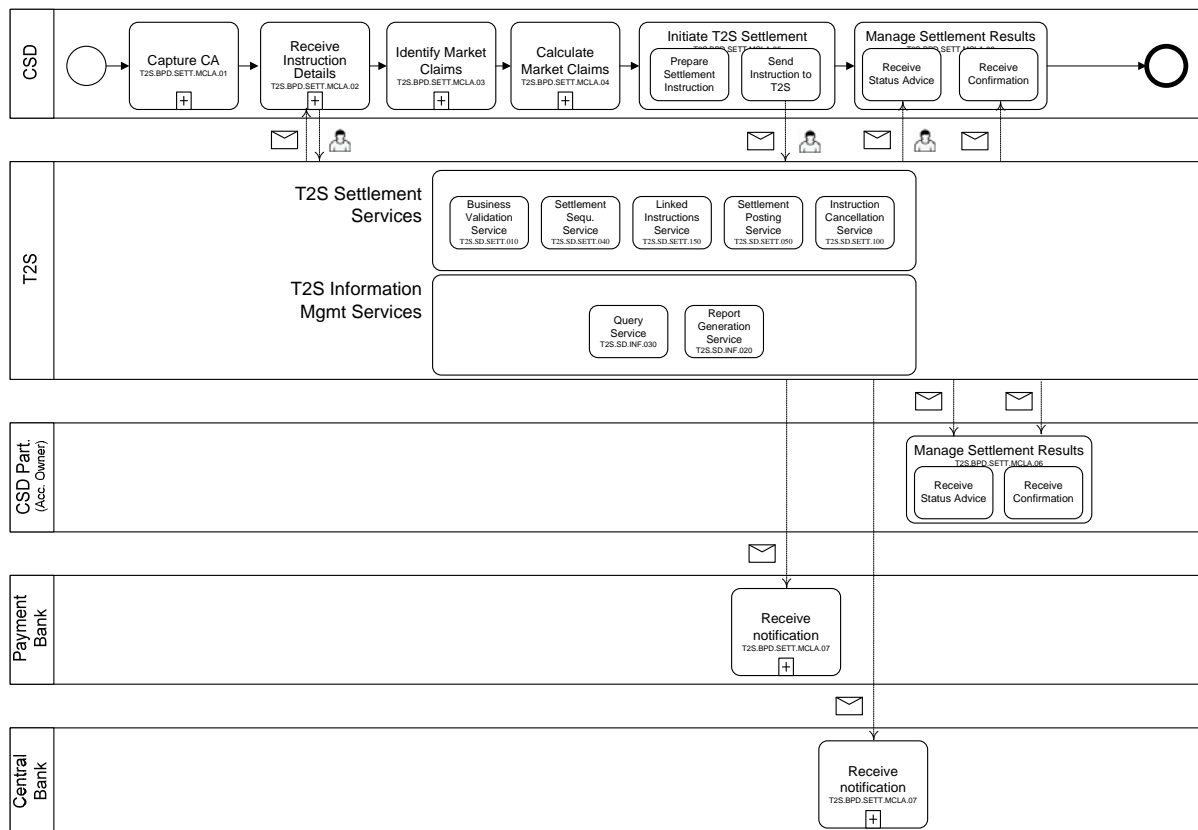 CSD
Capture CA
T2S.BPD.SETT.MCLA.01
Receive
Instruction
Details
T2S.BPD.SETT.MCLA.02
Identify Market
Claims
T2S.BPD.SETT.MCLA.03
Calculate
Market Claims
T2S.BPD.SETT.MCLA.04
Initiate T2S Settlement
Prepare
Settlement
Instruction
Send
Instruction to
T2S
Manage Settlement Results
Receive
Status Advice
Receive
Confirmation
T2S
T2S Settlement
Services
Business
Validation
Service
T2S.SD.SETT.010
Settlement
Sequ.
Service
T2S.SD.SETT.040
Linked
Instructions
Service
T2S.SD.SETT.150
Settlement
Posting
Service
T2S.SD.SETT.050
Instruction
Cancellation
Service
T2S.SD.SETT.100
T2S Information
Mgmt Services
Query
Service
T2S.SD.INF.030
Report
Generation
Service
T2S.SD.INF.020
CSD Part.
(Acc. Owner)
Manage Settlement Results
T2S.BPD.SETT.MCLA.06
Receive
Status Advice
Receive
Confirmation
Payment
Bank
Receive
notification
T2S.BPD.SETT.MCLA.07
Central
Bank
Receive
notification
T2S.BPD.SETT.MCLA.07